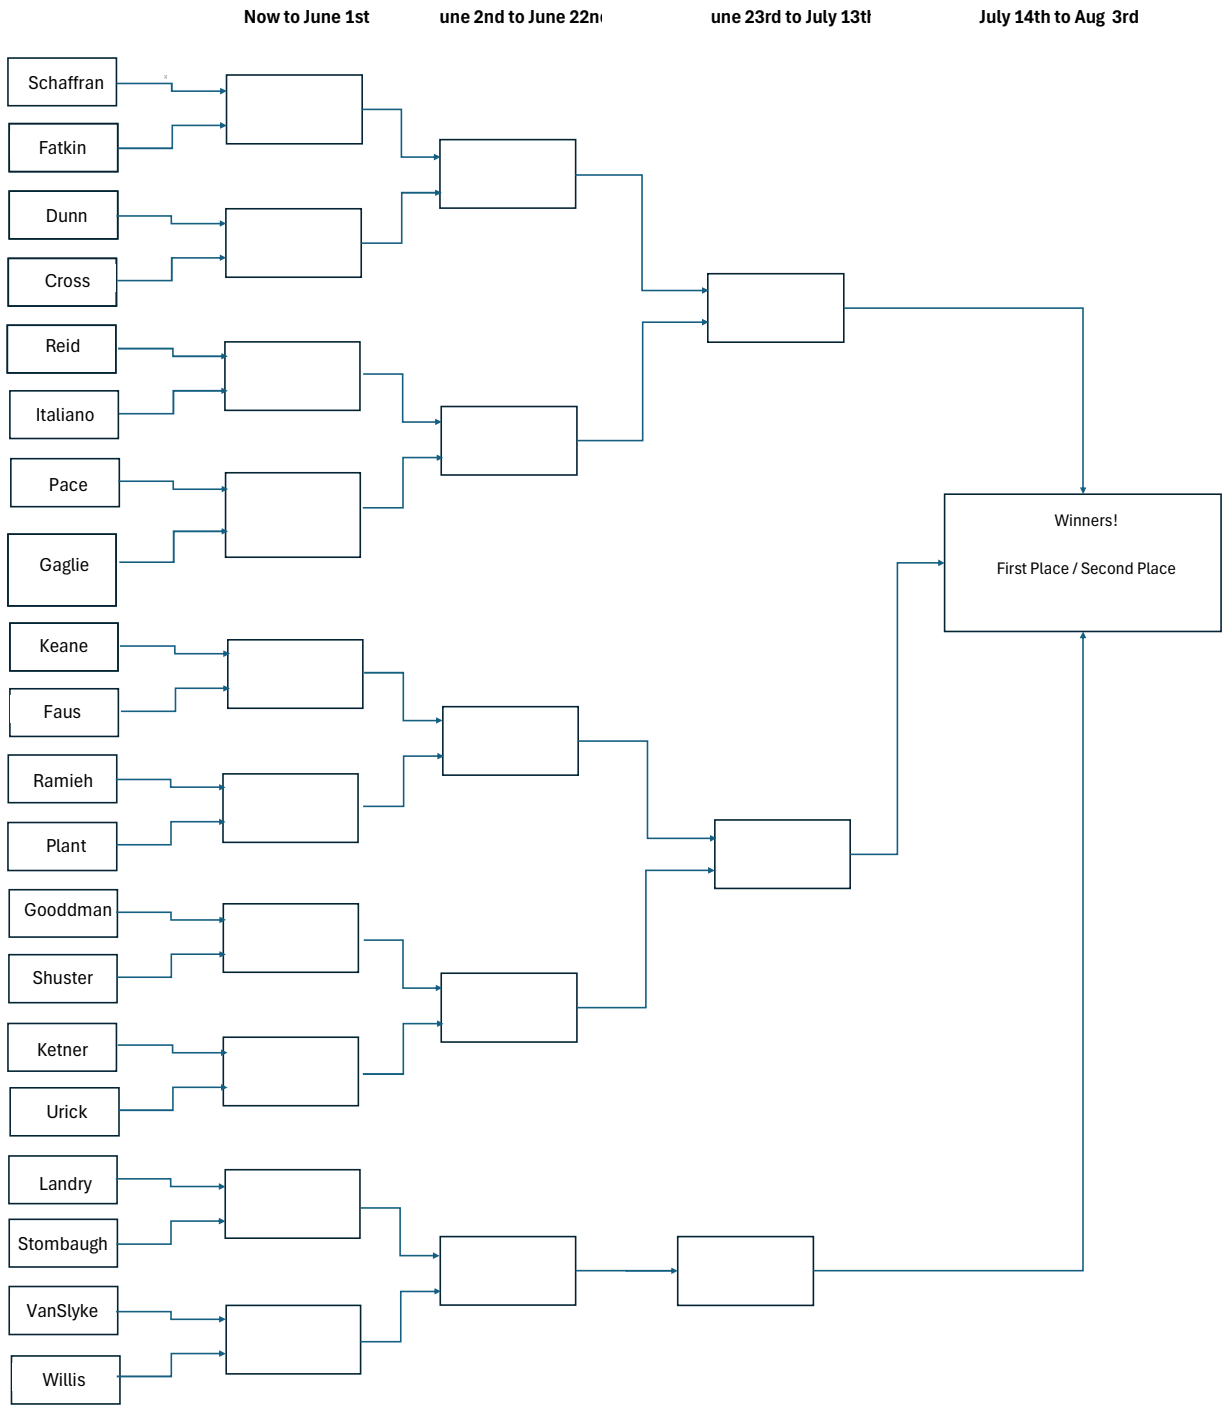 Now to June 1st
une 2nd to June 22n
une 23rd to July 13th
July 14th to Aug 3rd
Schaffran
x
Fatkin
Dunn
Cross
Reid
Italiano
Pace
Gaglie
Winners!
First Place / Second Place
Keane
Faus
Ramieh
Plant
Gooddman
Shuster
Ketner
Urick
Landry
Stombaugh
VanSlyke
Willis